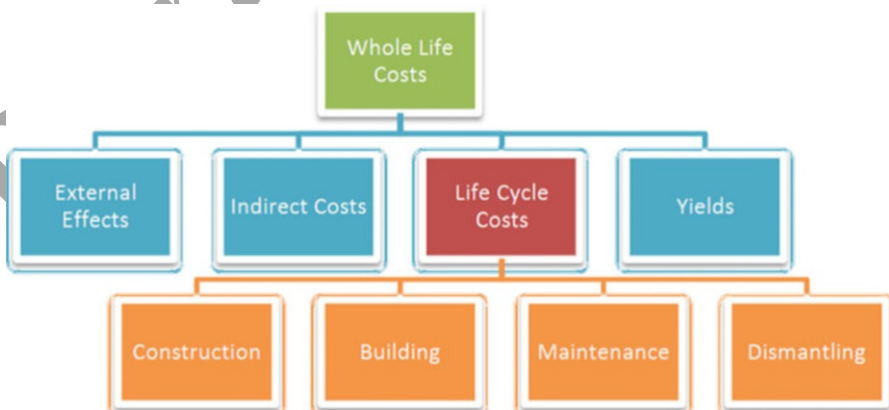 Whole Life
Costs
External
Effects
Indirect Costs
Life Cycle
Costs
Yields
Construction
Building
Maintenance
Dismantling